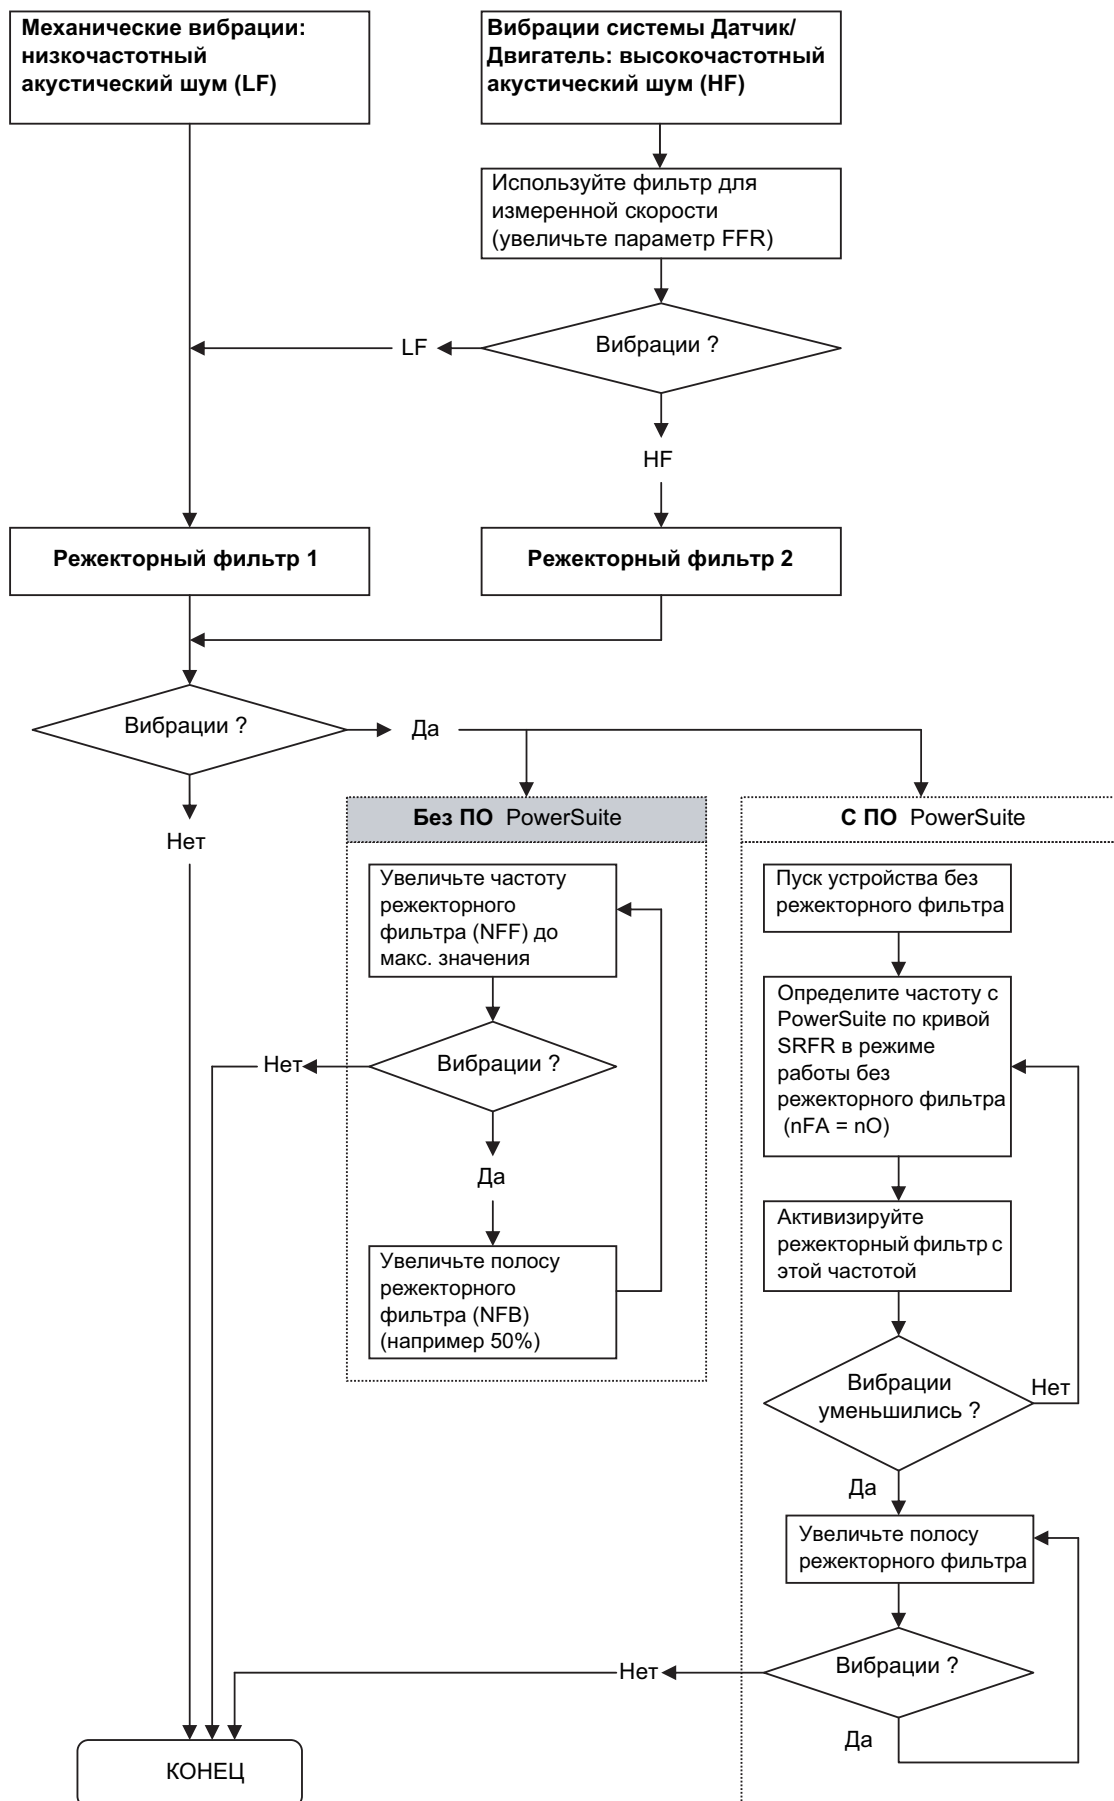 Механические вибрации:
низкочастотный
акустический шум (LF)
Вибрации системы Датчик/
Двигатель: высокочастотный
акустический шум (HF)
Используйте фильтр для
измеренной скорости
(увеличьте параметр FFR)
LF
Вибрации ?
HF
Режекторный фильтр 1
Режекторный фильтр 2
Вибрации ?
Да
Нет
Без ПО PowerSuite
Увеличьте частоту
режекторного
фильтра (NFF) до
макс. значения
Нет
Вибрации ?
Да
Увеличьте полосу
режекторного
фильтра (NFB)
(например 50%)
С ПО PowerSuite
Пуск устройства без
режекторного фильтра
Определите частоту с
PowerSuite по кривой
SRFR в режиме
работы без
режекторного фильтра
(nFA = nO)
Активизируйте
режекторный фильтр с
этой частотой
Вибрации
уменьшились ?
Нет
Да
Увеличьте полосу
режекторного фильтра
Нет
Вибрации ?
Да
КОНЕЦ